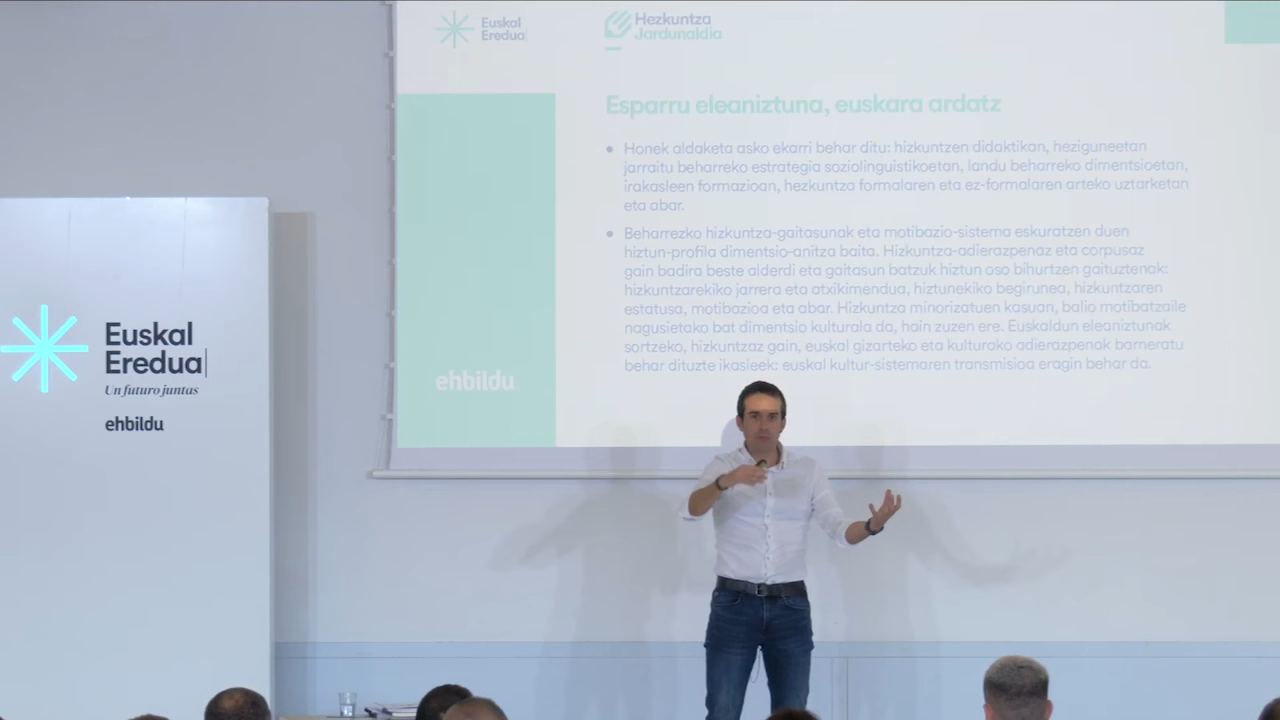 Euskal
Eredua
Hezkuntza
Jardunaldia
Esparru eleaniztuna, euskara ardatz
• Honek aldaketa asko ekarri behar ditu: hizkuntzen didaktikan, heziguneetan
jarraitu beharreko estrategia soziolinguistikoetan, landu beharreko dimentsioetan,
irakasleen formazioan, hezkuntza formalaren eta ez-formalaren arteko uztarketan
eta abar.
• Beharrezko hizkuntza-gaitasunak eta motibazio-sistema eskuratzen duen
hiztun-profila dimentsio-anitza baita. Hizkuntza-adierazpenaz eta corpusaz
gain badira beste alderdi eta gaitasun batzuk hiztun oso bihurtzen gaituztenak:
hizkuntzarekiko jarrera eta atxikimendua, hiztunekiko begirunea, hizkuntzaren
estatusa, motibazioa eta abar. Hizkuntza minorizatuen kasuan, balio motibatzaile
nagusietako bat dimentsio kulturala da, hain zuzen ere. Euskaldun eleaniztunak
sortzeko, hizkuntzaz gain, euskal gizarteko eta kulturako adierazpenak barneratu
behar dituzte ikasleek: euskal kultur-sistemaren transmisioa eragin behar da.
ehbildu
Euskal
Eredua
Un futuro juntas
ehbildu